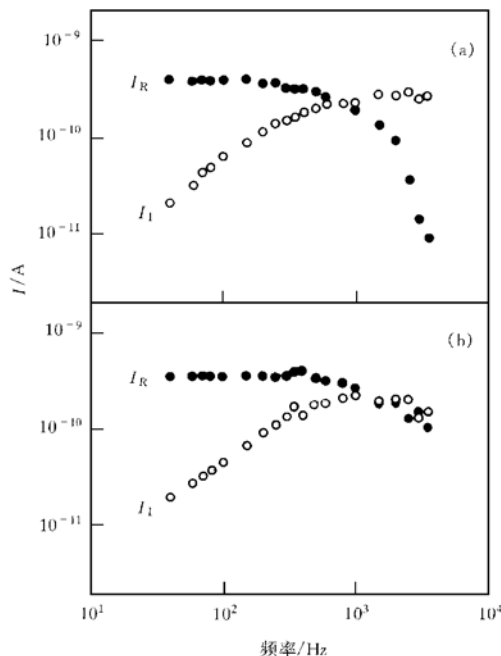 10⁻⁹
(a)
I_R
10⁻¹⁰
I_I
10⁻¹¹
I/A
10⁻⁹
(b)
I_R
10⁻¹⁰
I_I
10⁻¹¹
10¹ 10² 10³ 10⁴
频率/Hz